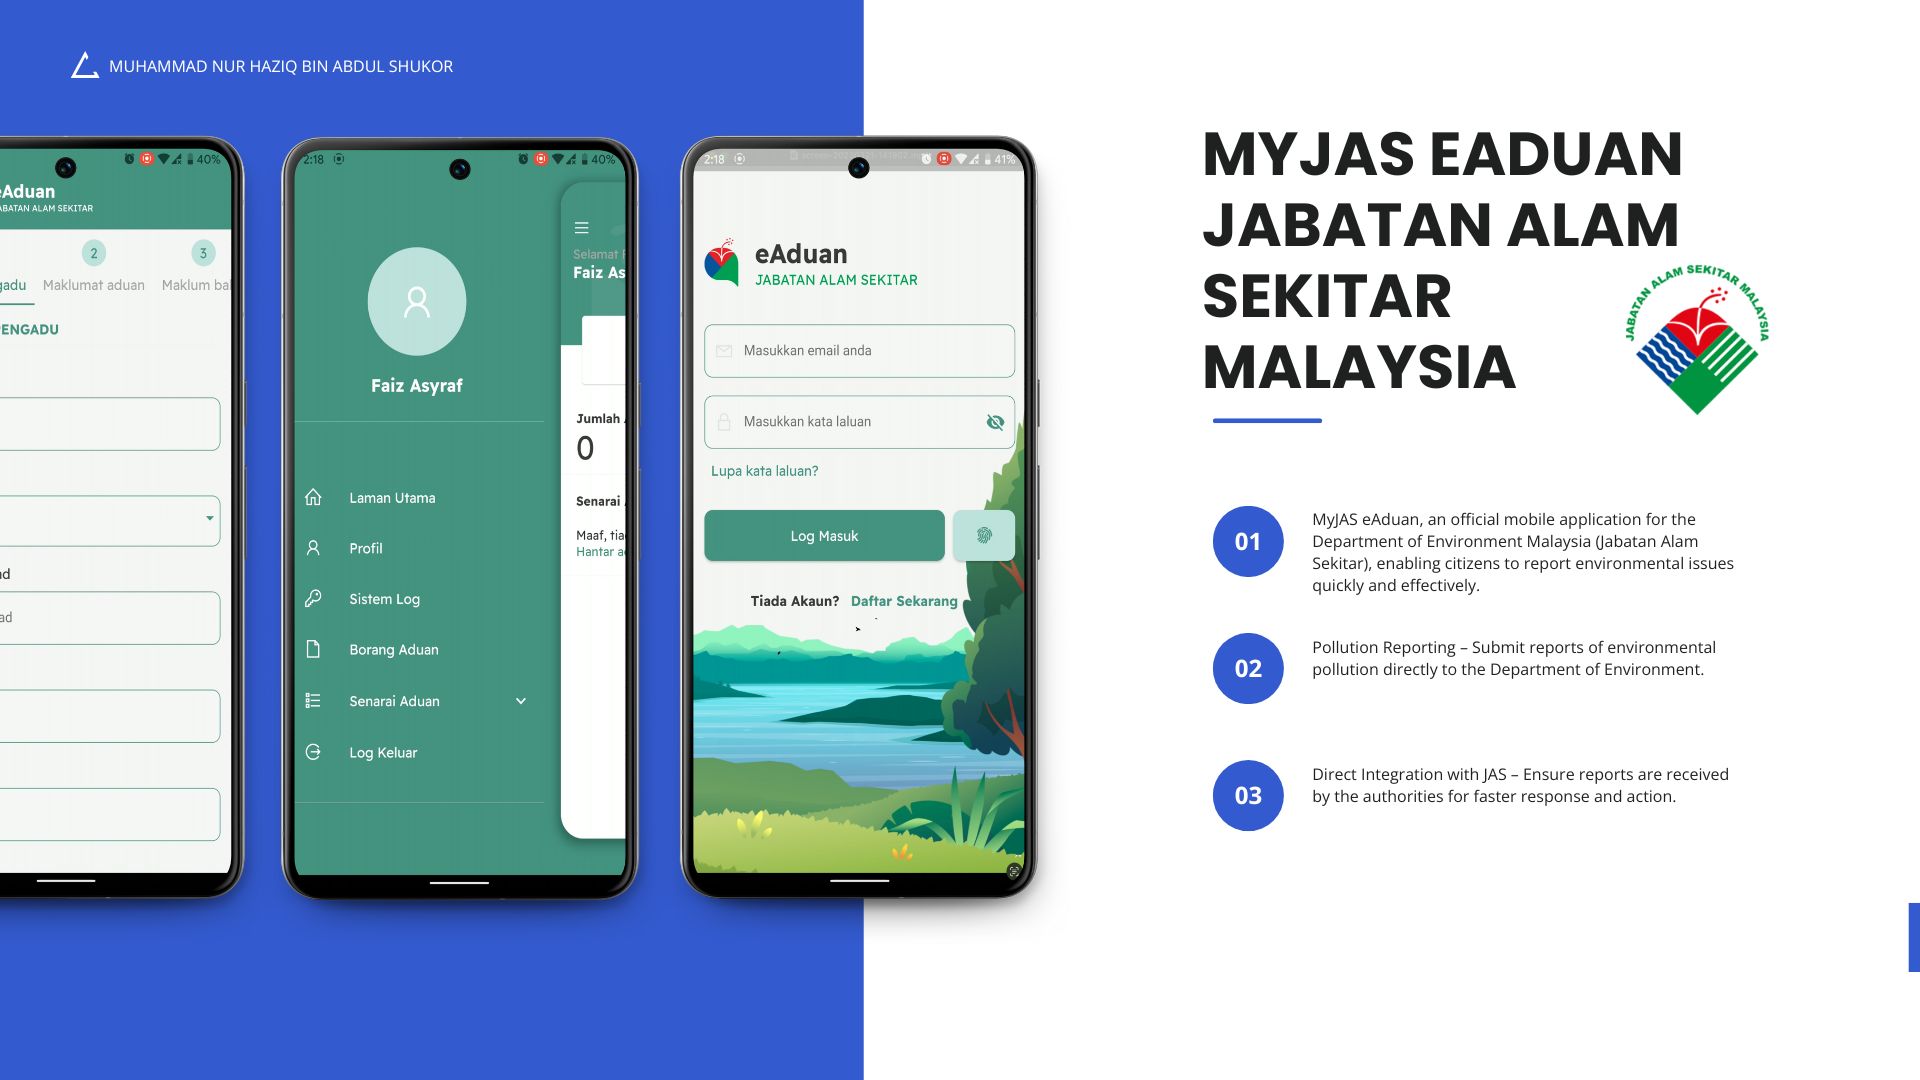 MUHAMMAD NUR HAZIQ BIN ABDUL SHUKOR
40%
eAduan
JABATAN ALAM SEKITAR
2
3
gadu
Maklumat aduan
Maklum bal
PENGADU
ad
ad
2:18
40%
Faiz Asyraf
Laman Utama
Profil
Sistem Log
Borang Aduan
Senarai Aduan
Log Keluar
Selamat
Faiz As
Jumlah
0
Senarai
Maaf, tia
Hantar a
2:18
41%
eAduan
JABATAN ALAM SEKITAR
Masukkan email anda
Masukkan kata laluan
Lupa kata laluan?
Log Masuk
Tiada Akaun? Daftar Sekarang
MYJAS EADUAN
JABATAN ALAM
SEKITAR
MALAYSIA
JABATAN ALAM SEKITAR MALAYSIA
01
MyJAS eAduan, an official mobile application for the
Department of Environment Malaysia (Jabatan Alam
Sekitar), enabling citizens to report environmental issues
quickly and effectively.
02
Pollution Reporting – Submit reports of environmental
pollution directly to the Department of Environment.
03
Direct Integration with JAS – Ensure reports are received
by the authorities for faster response and action.